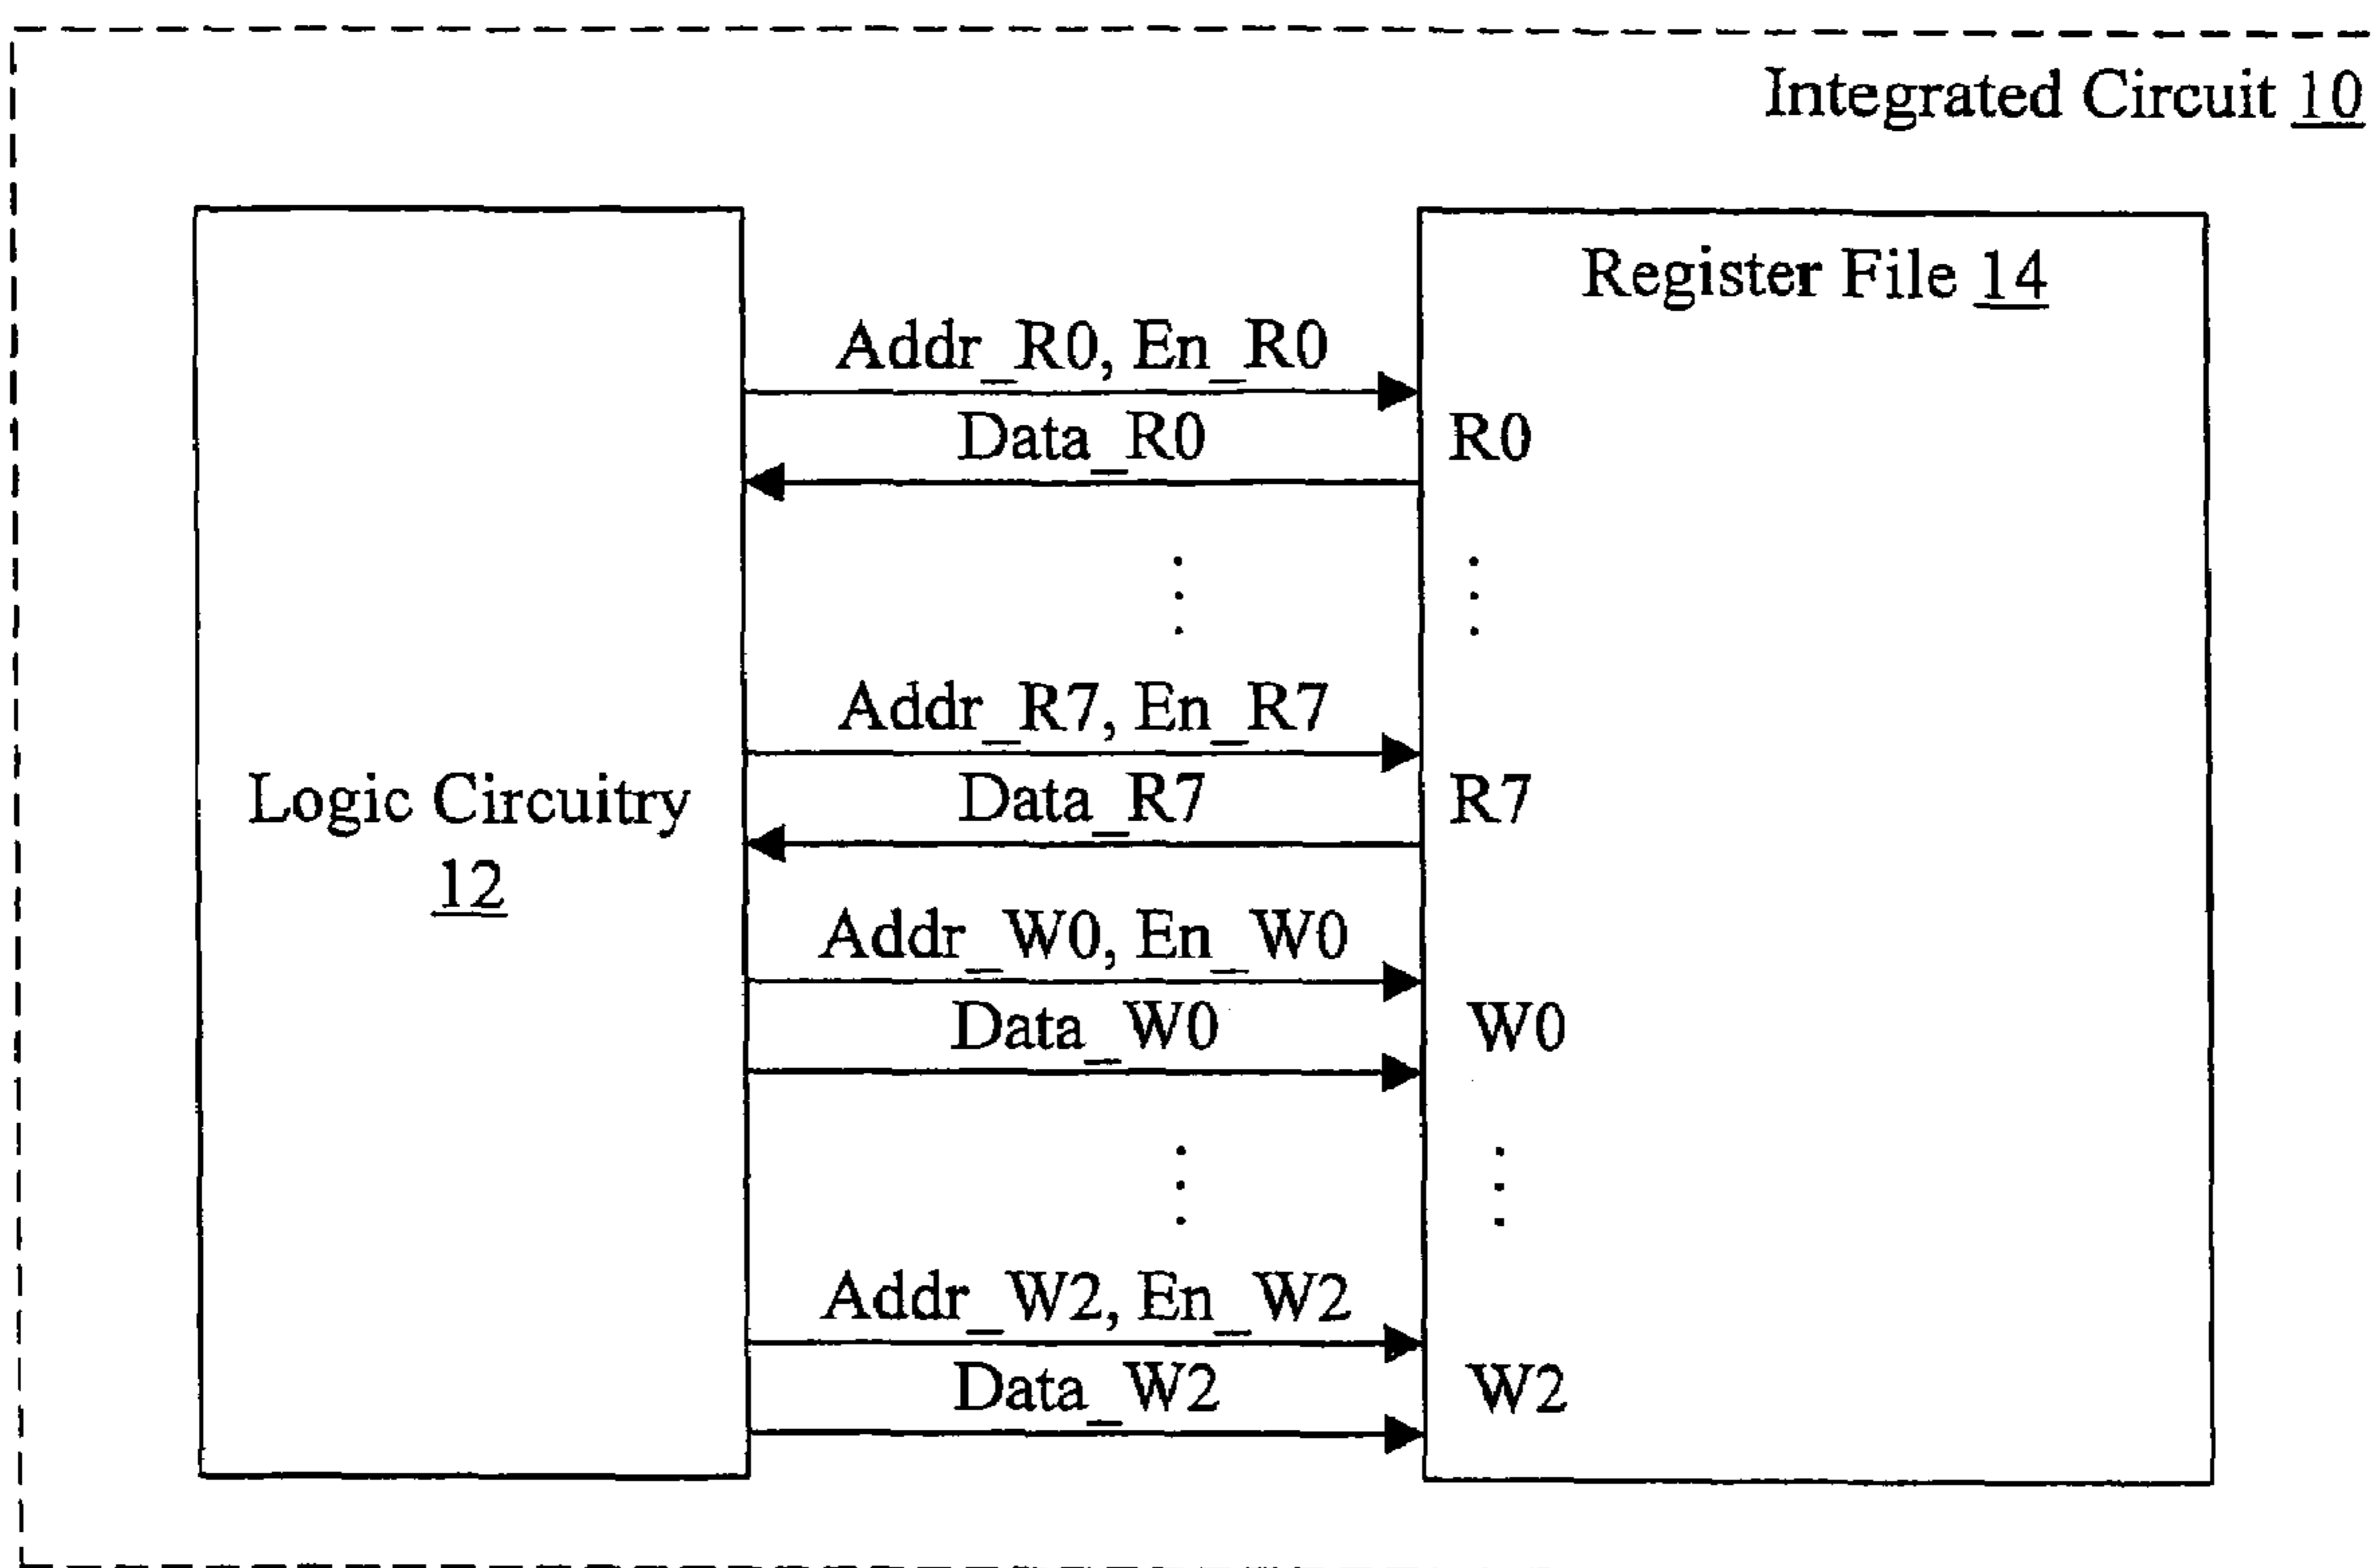 Integrated Circuit 10
Register File 14
Addr_R0, En_R0
Data_R0
R0
Addr_R7, En_R7
Data_R7
R7
Logic Circuitry
12
Addr_W0, En_W0
Data_W0
W0
Addr_W2, En_W2
Data_W2
W2